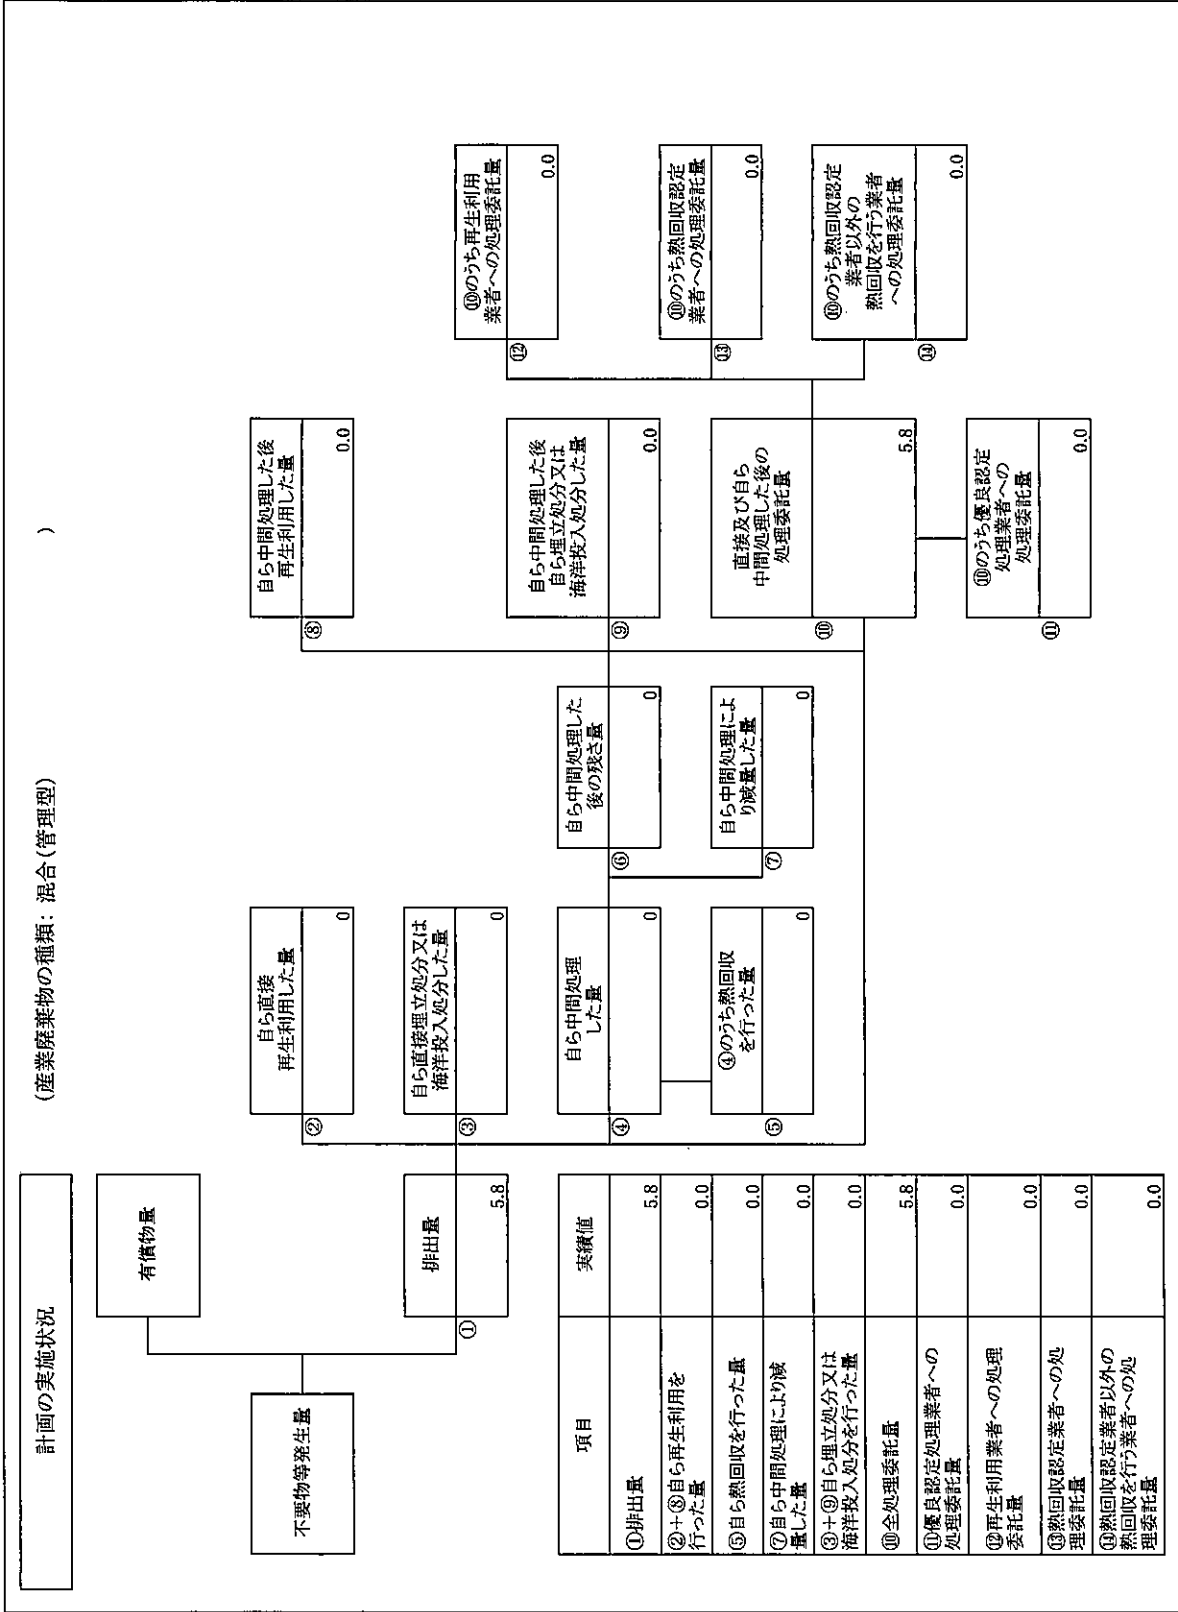 計画の実施状況
(産業廃棄物の種類: 混合(管理型)
)
不要物等発生量
有償物量
①
排出量
5.8
②
自ら直接
再生利用した量
0
③
自ら直接埋立処分又は
海洋投入処分した量
0
④
自ら中間処理
した量
0
⑤
④のうち熱回収
を行った量
0
⑥
自ら中間処理した
後の残さ量
0
⑦
自ら中間処理によ
り減量した量
0
⑧
自ら中間処理した後
再生利用した量
0.0
⑨
自ら中間処理した後
自ら埋立処分又は
海洋投入処分した量
0.0
⑩
直接及び自ら
中間処理した後の
処理委託量
5.8
⑪
⑩のうち優良認定
処理業者への
処理委託量
0.0
⑫
⑩のうち再生利用
業者への処理委託量
0.0
⑬
⑩のうち熱回収認定
業者への処理委託量
0.0
⑭
⑩のうち熱回収認定
業者以外の
熱回収を行う業者
への処理委託量
0.0
項目 実績値
①排出量 5.8
②+⑧自ら再生利用を
行った量 0.0
⑤自ら熱回収を行った量 0.0
⑦自ら中間処理により減
量した量 0.0
③+⑨自ら埋立処分又は
海洋投入処分を行った量 0.0
⑩全処理委託量 5.8
⑪優良認定処理業者への
処理委託量 0.0
⑫再生利用業者への処理
委託量 0.0
⑬熱回収認定業者への処
理委託量 0.0
⑭熱回収認定業者以外の
熱回収を行う業者への処
理委託量 0.0